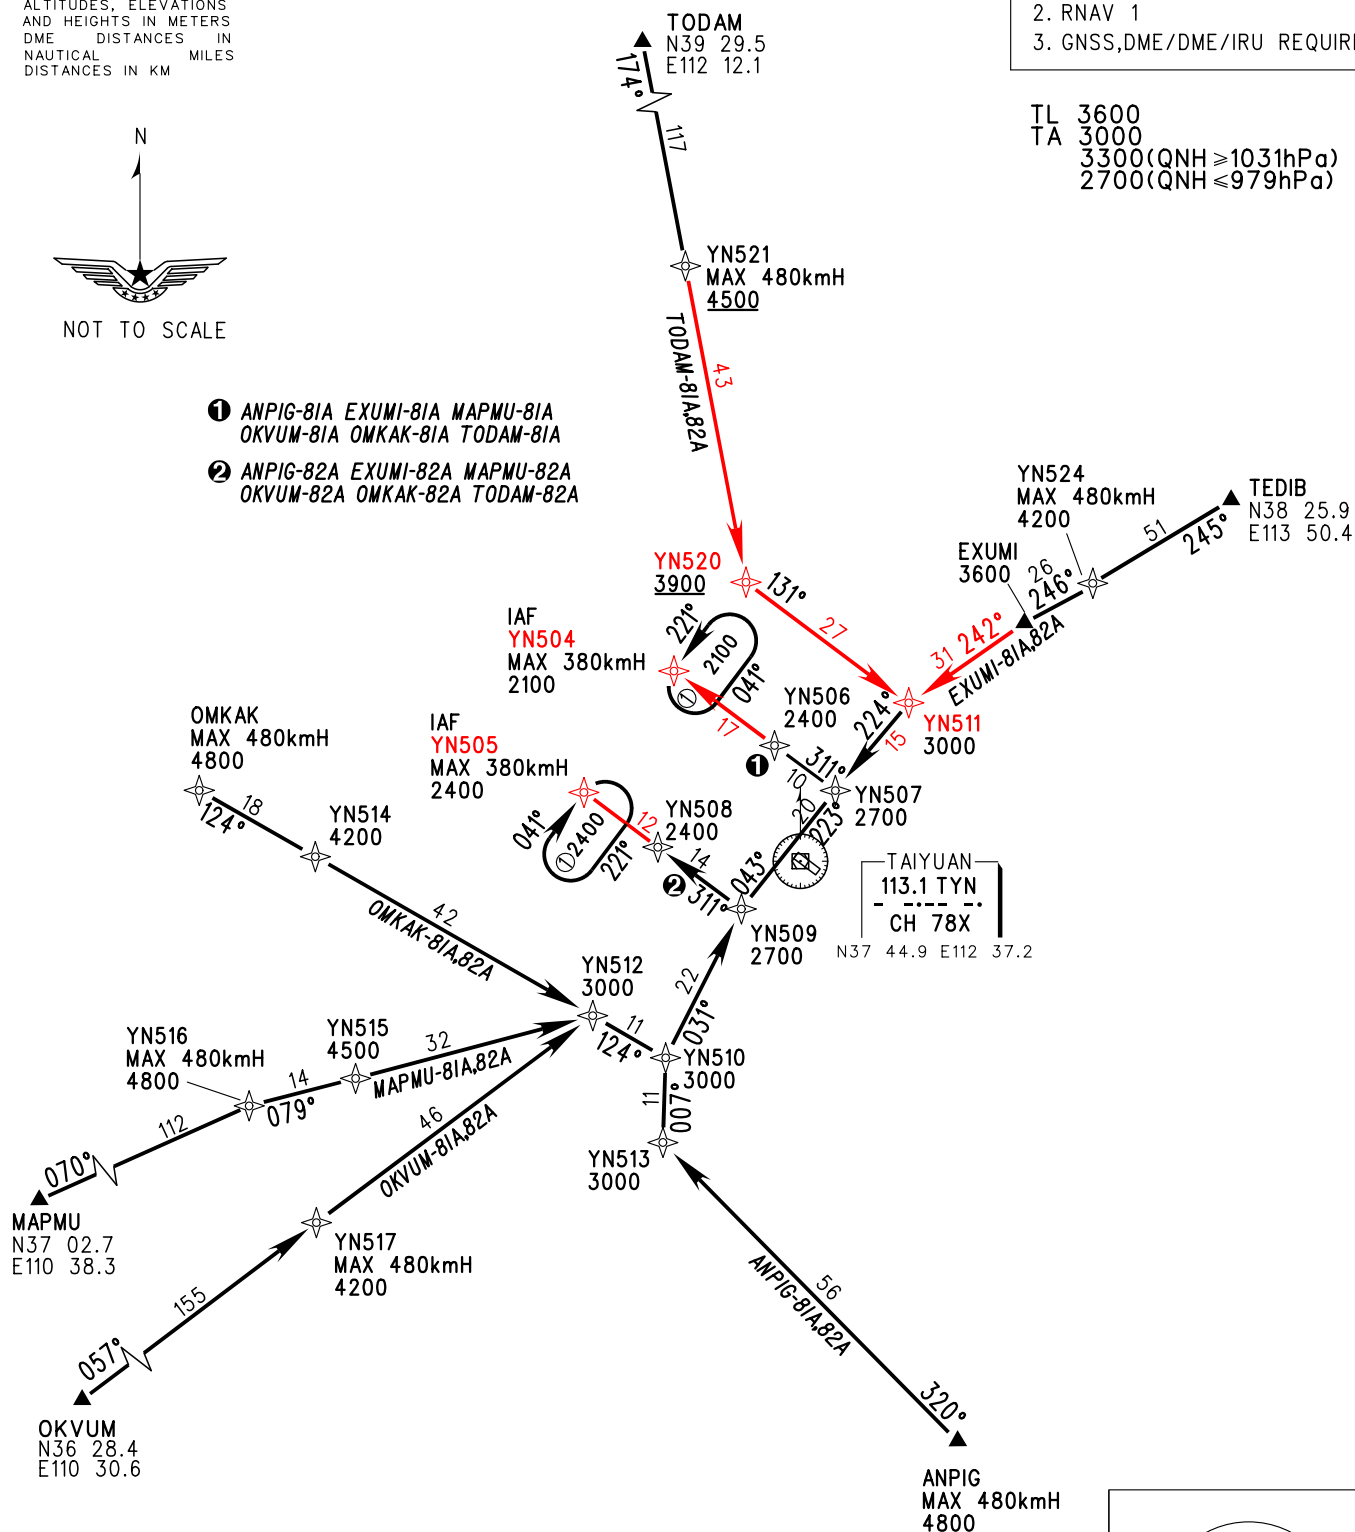 ALTITUDES, ELEVATIONS
AND HEIGHTS IN METERS
DME DISTANCES IN
NAUTICAL MILES
DISTANCES IN KM
N
NOT TO SCALE
2. RNAV 1
3. GNSS,DME/DME/IRU REQUIR
TL 3600
TA 3000
3300(QNH ≥1031hPa)
2700(QNH ≤979hPa)
TODAM
N39 29.5
E112 12.1
174°
117
YN521
MAX 480kmH
4500
TODAM-81A,82A
43
❶ ANPIG-81A EXUMI-81A MAPMU-81A
OKVUM-81A OMKAK-81A TODAM-81A
❷ ANPIG-82A EXUMI-82A MAPMU-82A
OKVUM-82A OMKAK-82A TODAM-82A
YN524
MAX 480kmH
4200
TEDIB
N38 25.9
E113 50.4
51
245°
EXUMI
3600
26
246°
31 242°
EXUMI-81A,82A
YN520
3900
131°
27
IAF
YN504
MAX 380kmH
2100
221°
2100
041°
①
17
YN506
2400
❶
311°
10
224°
15
YN511
3000
YN507
2700
20
223°
043°
IAF
YN505
MAX 380kmH
2400
041°
①2400
221°
12
YN508
2400
14
❷
311°
YN509
2700
TAIYUAN
113.1 TYN
CH 78X
N37 44.9 E112 37.2
OMKAK
MAX 480kmH
4800
18
124°
YN514
4200
42
OMKAK-81A,82A
YN512
3000
11
124°
22
031°
YN510
3000
11
007°
YN513
3000
YN516
MAX 480kmH
4800
YN515
4500
32
MAPMU-81A,82A
14
079°
112
070°
MAPMU
N37 02.7
E110 38.3
46
OKVUM-81A,82A
YN517
MAX 480kmH
4200
155
057°
OKVUM
N36 28.4
E110 30.6
56
ANPIG-81A,82A
320°
ANPIG
MAX 480kmH
4800